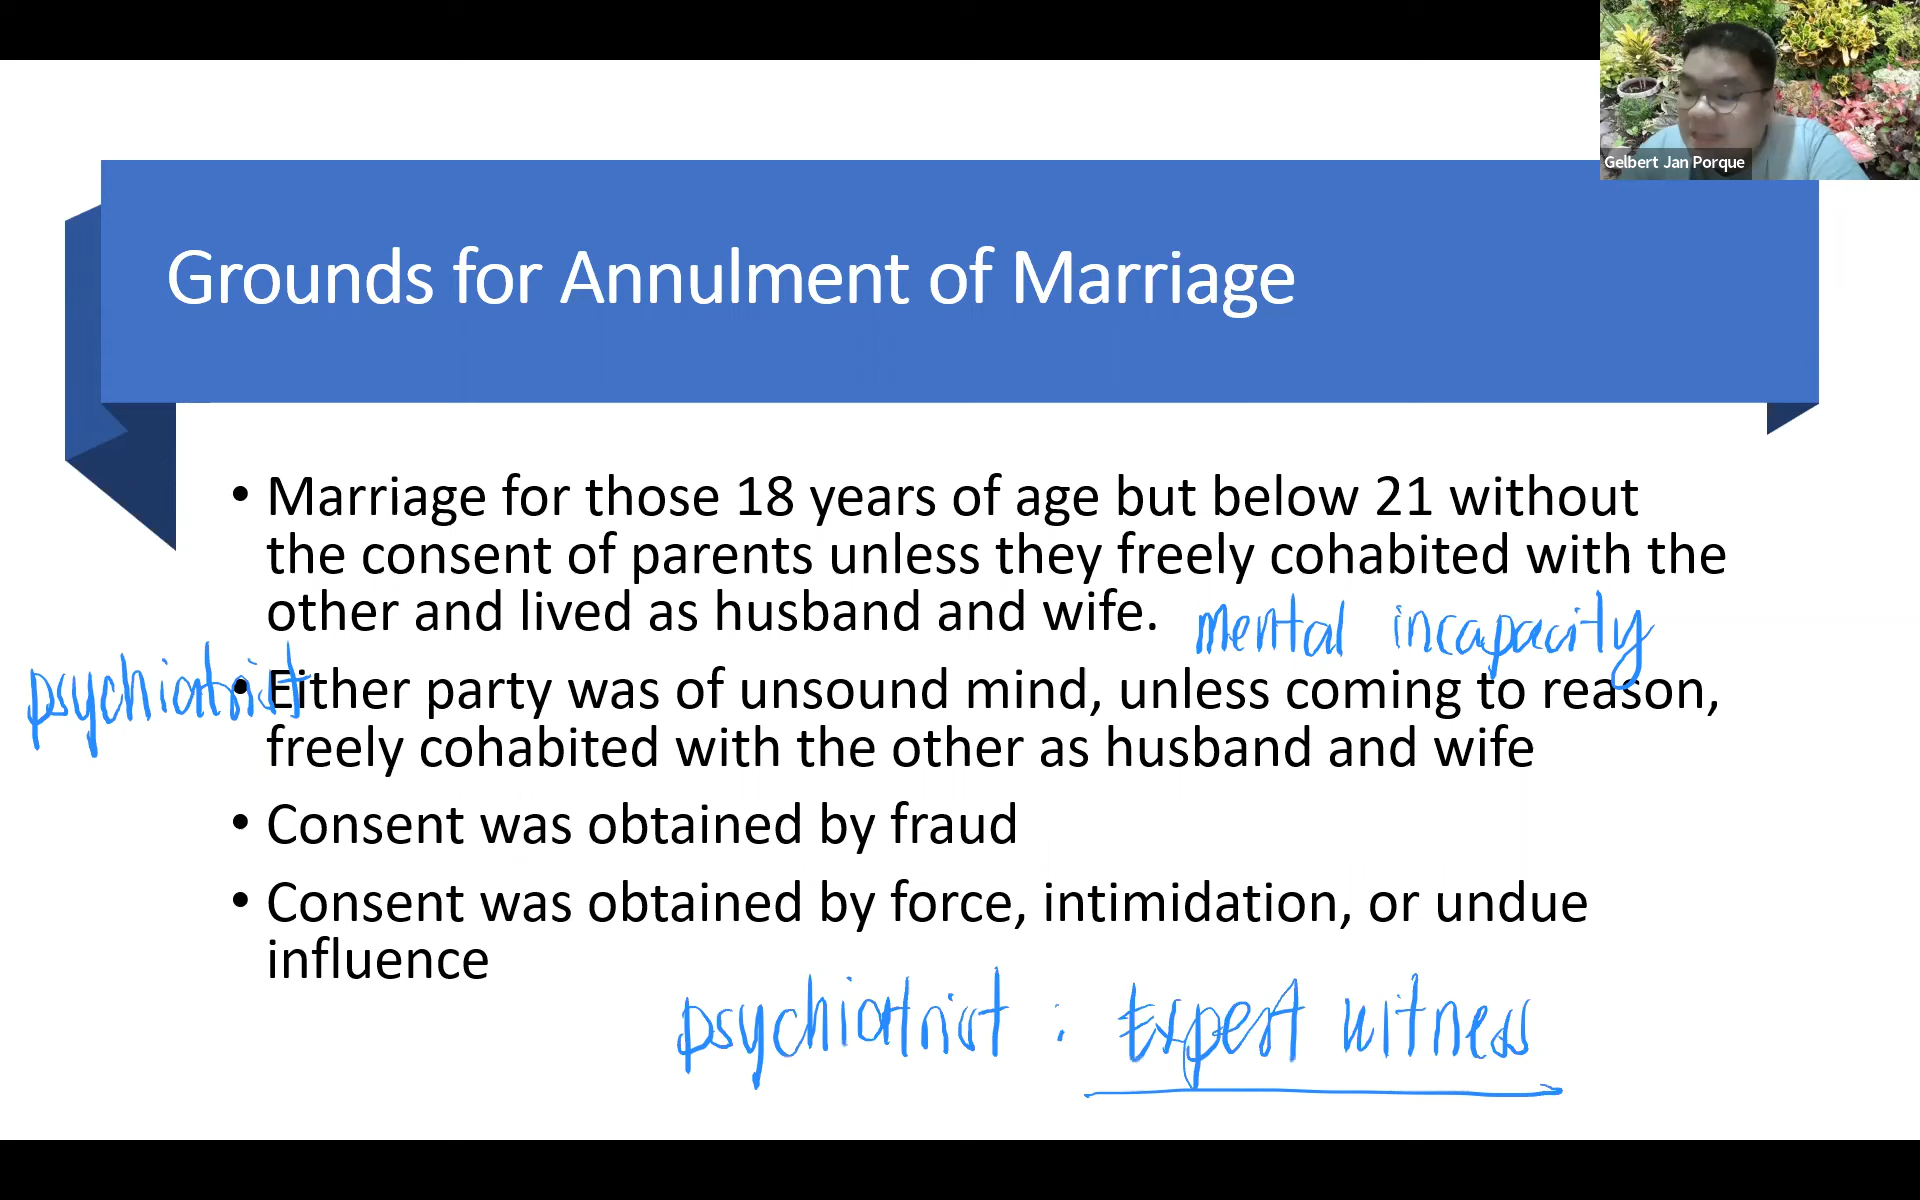 Gelbert Jan Porque
Grounds for Annulment of Marriage
• Marriage for those 18 years of age but below 21 without
the consent of parents unless they freely cohabited with the
other and lived as husband and wife.
mental incapacity
psychiatrist
• Either party was of unsound mind, unless coming to reason,
freely cohabited with the other as husband and wife
• Consent was obtained by fraud
• Consent was obtained by force, intimidation, or undue
influence
psychiatrist : Expert witness